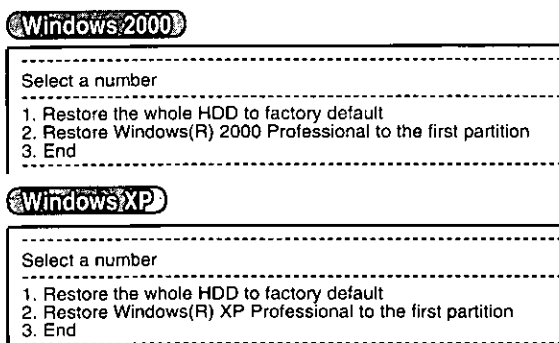 Windows 2000
Select a number
1. Restore the whole HDD to factory default
2. Restore Windows(R) 2000 Professional to the first partition
3. End
Windows XP
Select a number
1. Restore the whole HDD to factory default
2. Restore Windows(R) XP Professional to the first partition
3. End